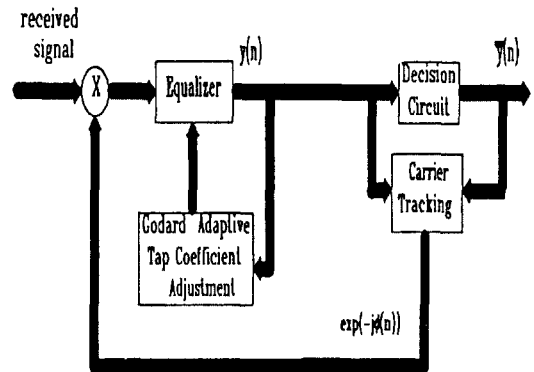 received
signal
X
Equalizer
y(n)
Decision
Circuit
y̅(n)
Carrier
Tracking
Godard Adaptive
Tap Coefficient
Adjustment
exp(-jϕ(n))